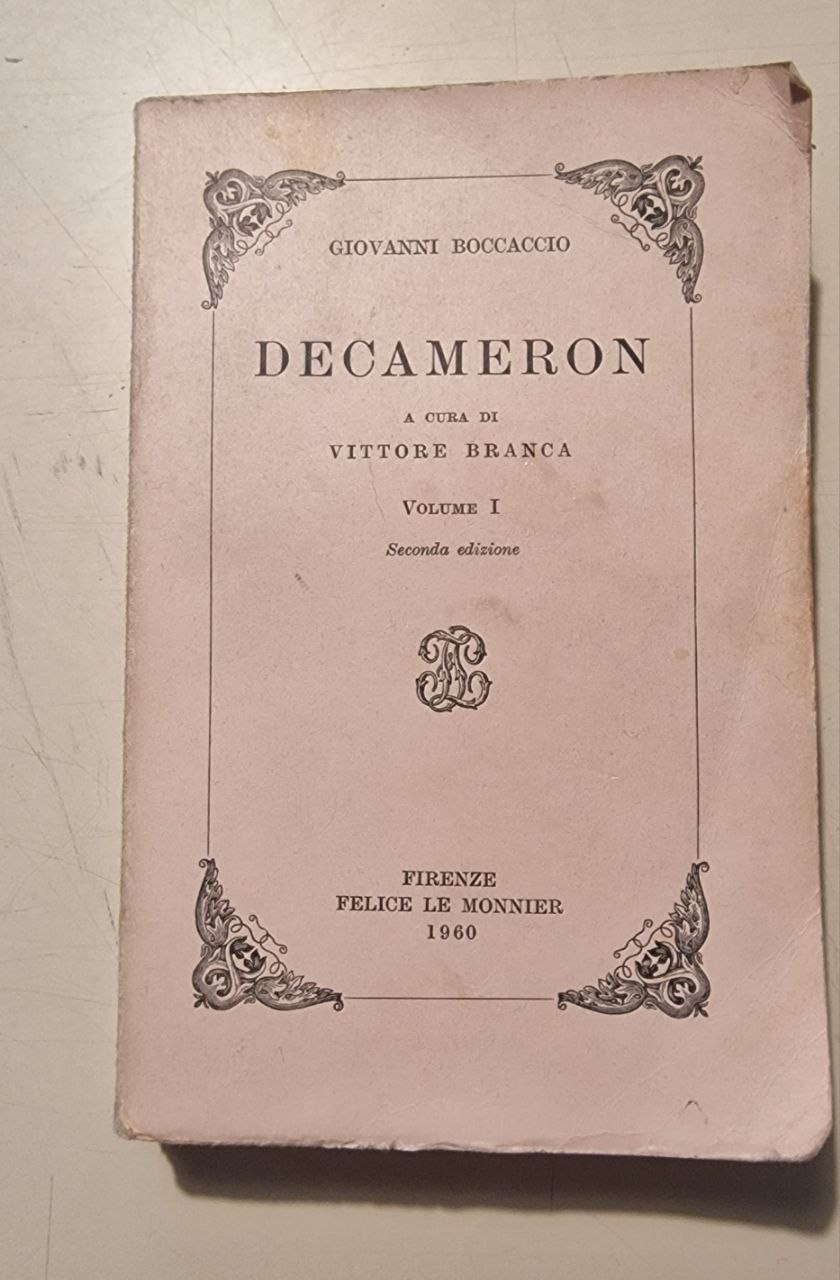 GIOVANNI BOCCACCIO
DECAMERON
A CURA DI
VITTORE BRANCA
VOLUME I
Seconda edizione
FIRENZE
FELICE LE MONNIER
1960